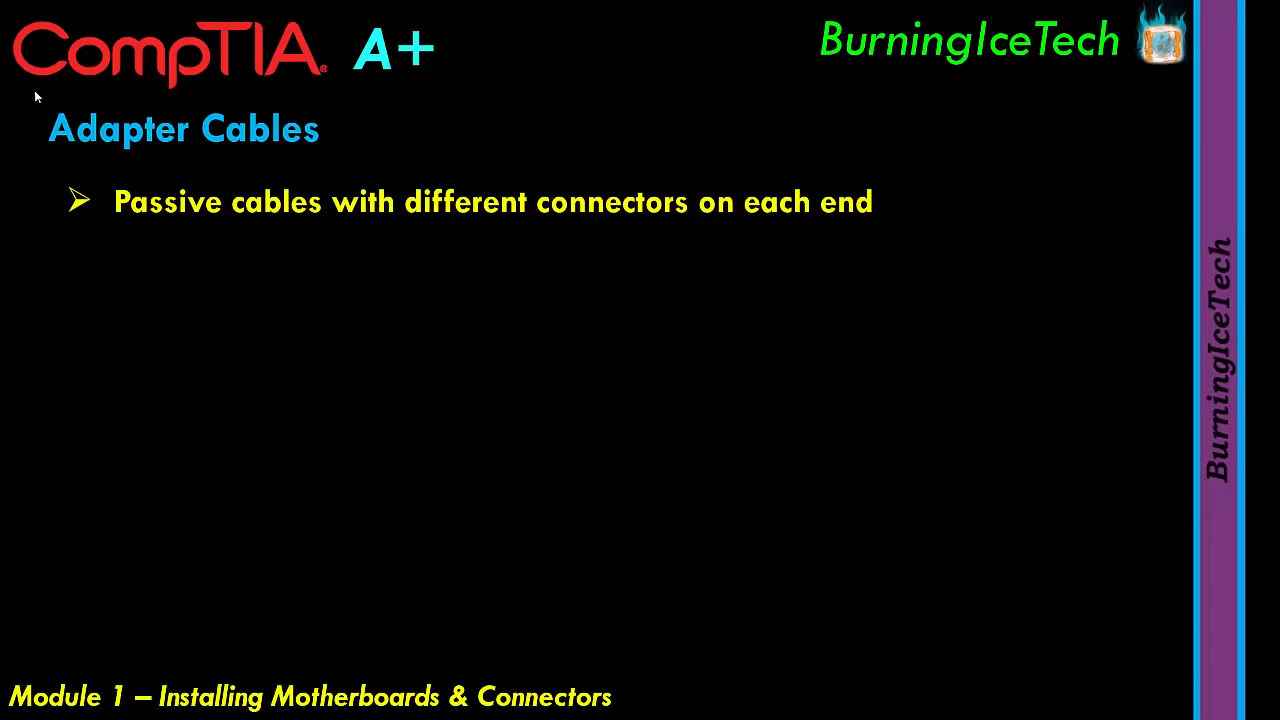 CompTIA® A+
BurningIceTech
Adapter Cables
➢ Passive cables with different connectors on each end
BurningIceTech
Module 1 – Installing Motherboards & Connectors